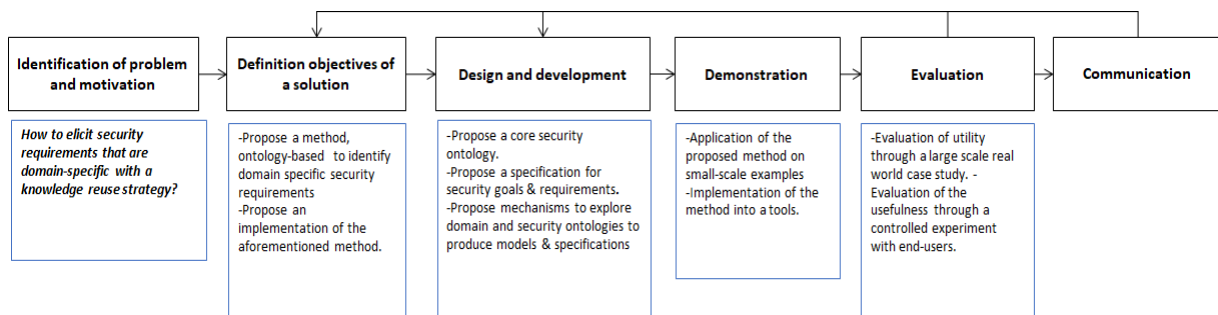 Identification of problem
and motivation
Definition objectives of
a solution
Design and development
Demonstration
Evaluation
Communication
How to elicit security
requirements that are
domain-specific with a
knowledge reuse strategy?
-Propose a method,
ontology-based to identify
domain specific security
requirements
-Propose an
implementation of the
aforementioned method.
-Propose a core security
ontology.
-Propose a specification for
security goals & requirements.
-Propose mechanisms to explore
domain and security ontologies to
produce models & specifications
-Application of the
proposed method on
small-scale examples
-Implementation of the
method into a tools.
-Evaluation of utility
through a large scale real
world case study. -
Evaluation of the
usefulness through a
controlled experiment
with end-users.